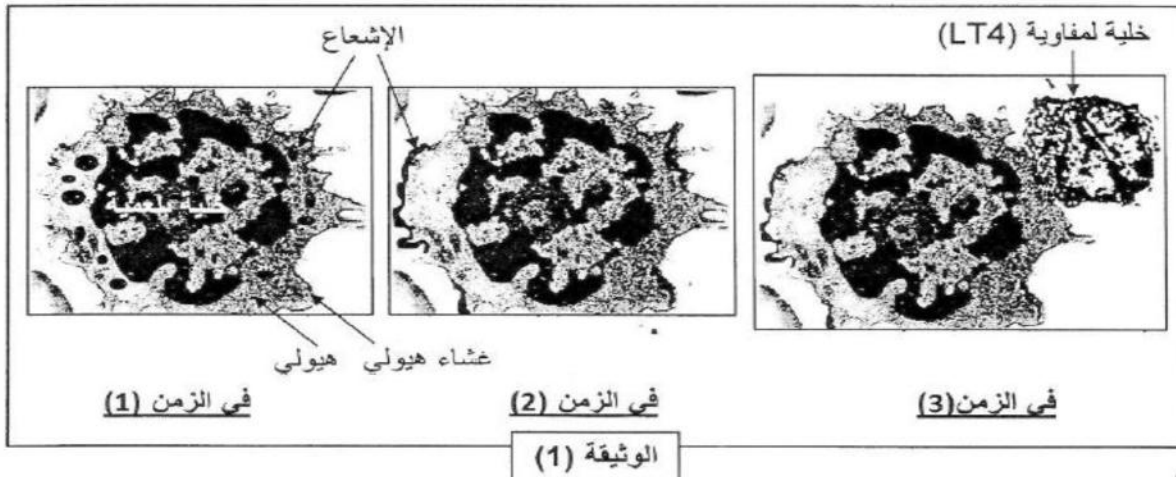 الإشعاع
خلية لمفاوية (LT4)
هيولي
غشاء هيولي
في الزمن (1)
في الزمن (2)
في الزمن(3)
الوثيقة (1)